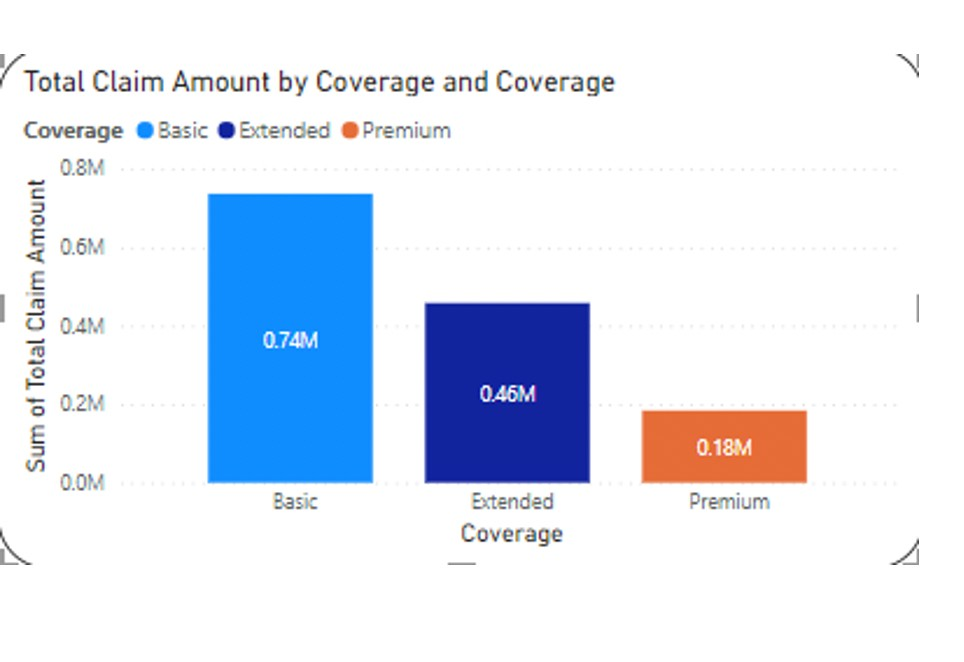 Total Claim Amount by Coverage and Coverage
Coverage Basic Extended Premium
Sum of Total Claim Amount
0.8M
0.6M
0.4M
0.2M
0.0M
0.74M
0.46M
0.18M
Basic Extended Premium
Coverage